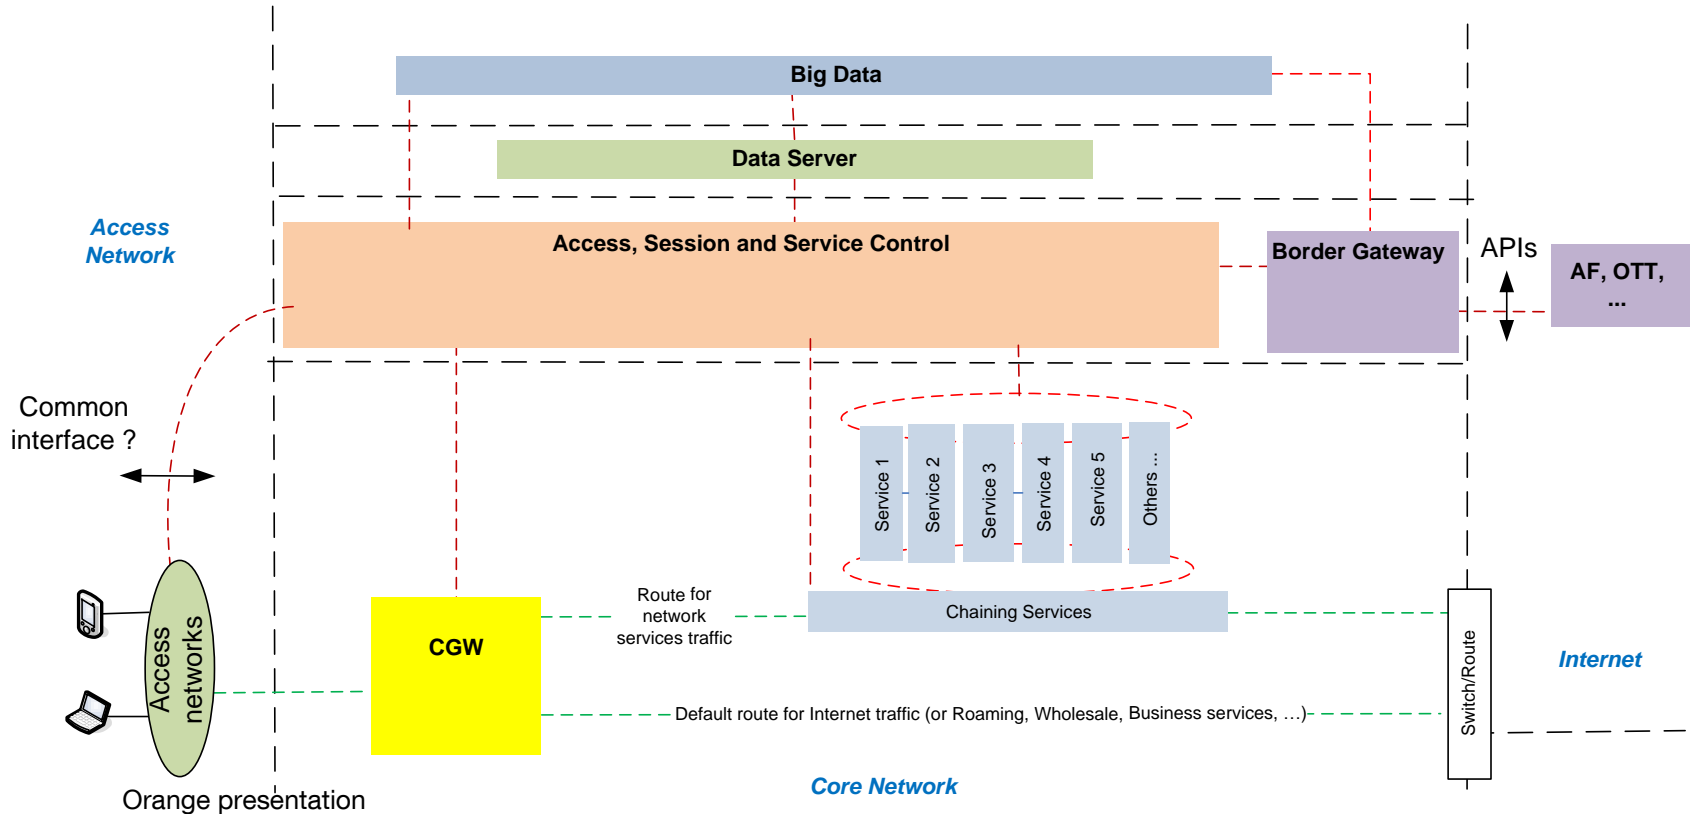 Big Data
Data Server
Access
Network
Access, Session and Service Control
Border Gateway
APIs
AF, OTT,
...
Common
interface ?
Service 1
Service 2
Service 3
Service 4
Service 5
Others ...
Access
networks
CGW
Route for
network
services traffic
Chaining Services
Switch/Route
Internet
Default route for Internet traffic (or Roaming, Wholesale, Business services, …)
Core Network
Orange presentation